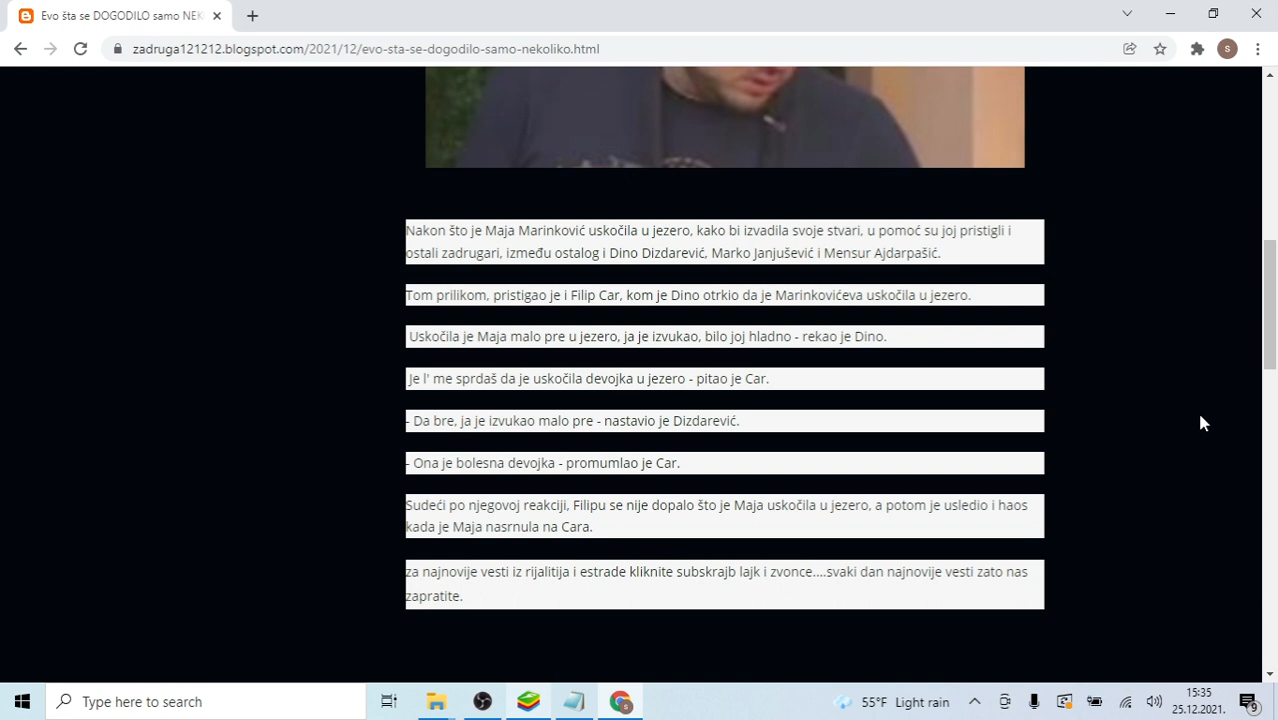 Evo šta se DOGODILO samo NEK
zadruga121212.blogspot.com/2021/12/evo-sta-se-dogodilo-samo-nekoliko.html
S
Nakon što je Maja Marinković uskočila u jezero, kako bi izvadila svoje stvari, u pomoć su joj pristigli i
ostali zadrugari, između ostalog i Dino Dizdarević, Marko Janjušević i Mensur Ajdarpašić.
Tom prilikom, pristigao je i Filip Car, kom je Dino otrkio da je Marinkovićeva uskočila u jezero.
Uskočila je Maja malo pre u jezero, ja je izvukao, bilo joj hladno - rekao je Dino.
Je l' me sprdaš da je uskočila devojka u jezero - pitao je Car.
- Da bre, ja je izvukao malo pre - nastavio je Dizdarević.
- Ona je bolesna devojka - promumlao je Car.
Sudeći po njegovoj reakciji, Filipu se nije dopalo što je Maja uskočila u jezero, a potom je usledio i haos
kada je Maja nasrnula na Cara.
za najnovije vesti iz rijalitija i estrade kliknite subskrajb lajk i zvonce....svaki dan najnovije vesti zato nas
zapratite.
Type here to search
55°F Light rain
15:35
25.12.2021.
9